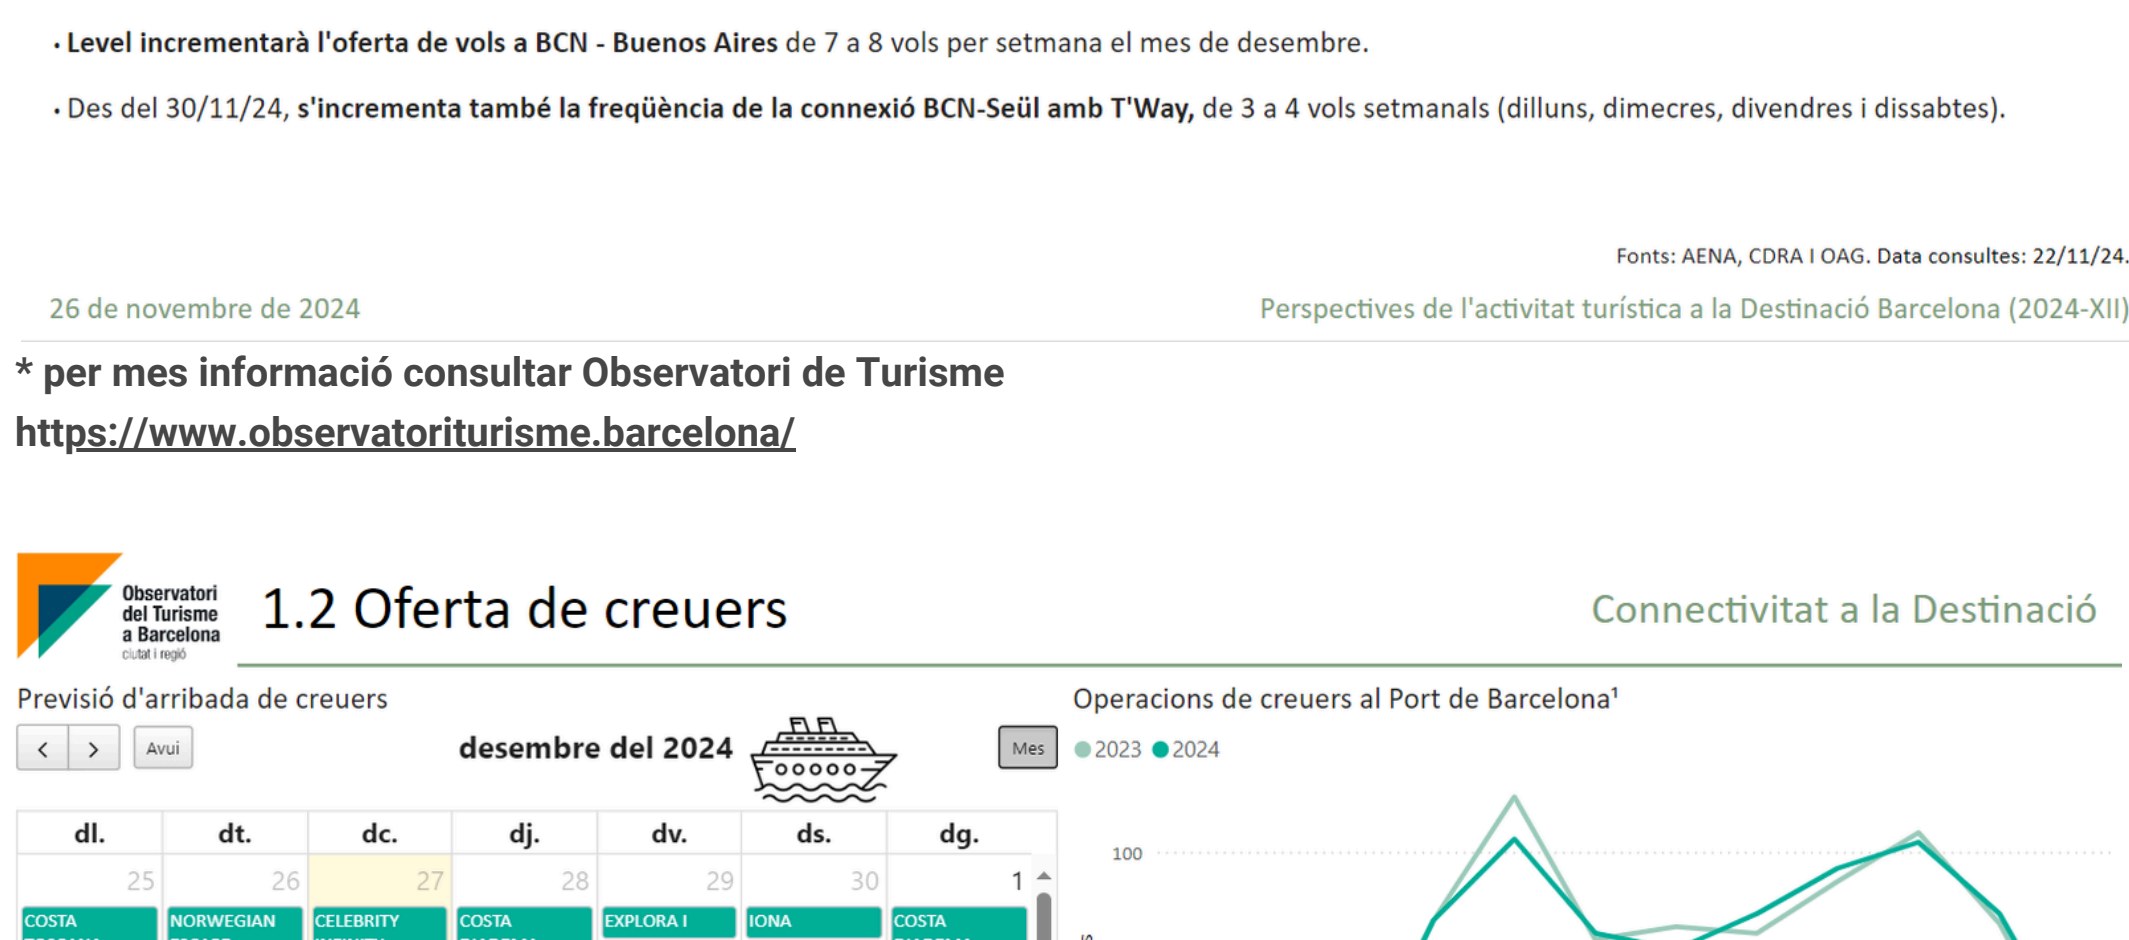 • Level incrementarà l'oferta de vols a BCN - Buenos Aires de 7 a 8 vols per setmana el mes de desembre.
• Des del 30/11/24, s'incrementa també la freqüència de la connexió BCN-Seül amb T'Way, de 3 a 4 vols setmanals (dilluns, dimecres, divendres i dissabtes).
Fonts: AENA, CDRA I OAG. Data consultes: 22/11/24.
26 de novembre de 2024
Perspectives de l'activitat turística a la Destinació Barcelona (2024-XII)
* per mes informació consultar Observatori de Turisme
https://www.observatoriturisme.barcelona/
Observatori
del Turisme
a Barcelona
ciutat i regió
1.2 Oferta de creuers
Connectivitat a la Destinació
Previsió d'arribada de creuers
Avui
desembre del 2024
Mes
dl. dt. dc. dj. dv. ds. dg.
25 26 27 28 29 30 1
COSTA NORWEGIAN CELEBRITY COSTA EXPLORA I IONA COSTA
Operacions de creuers al Port de Barcelona¹
2023 2024
100